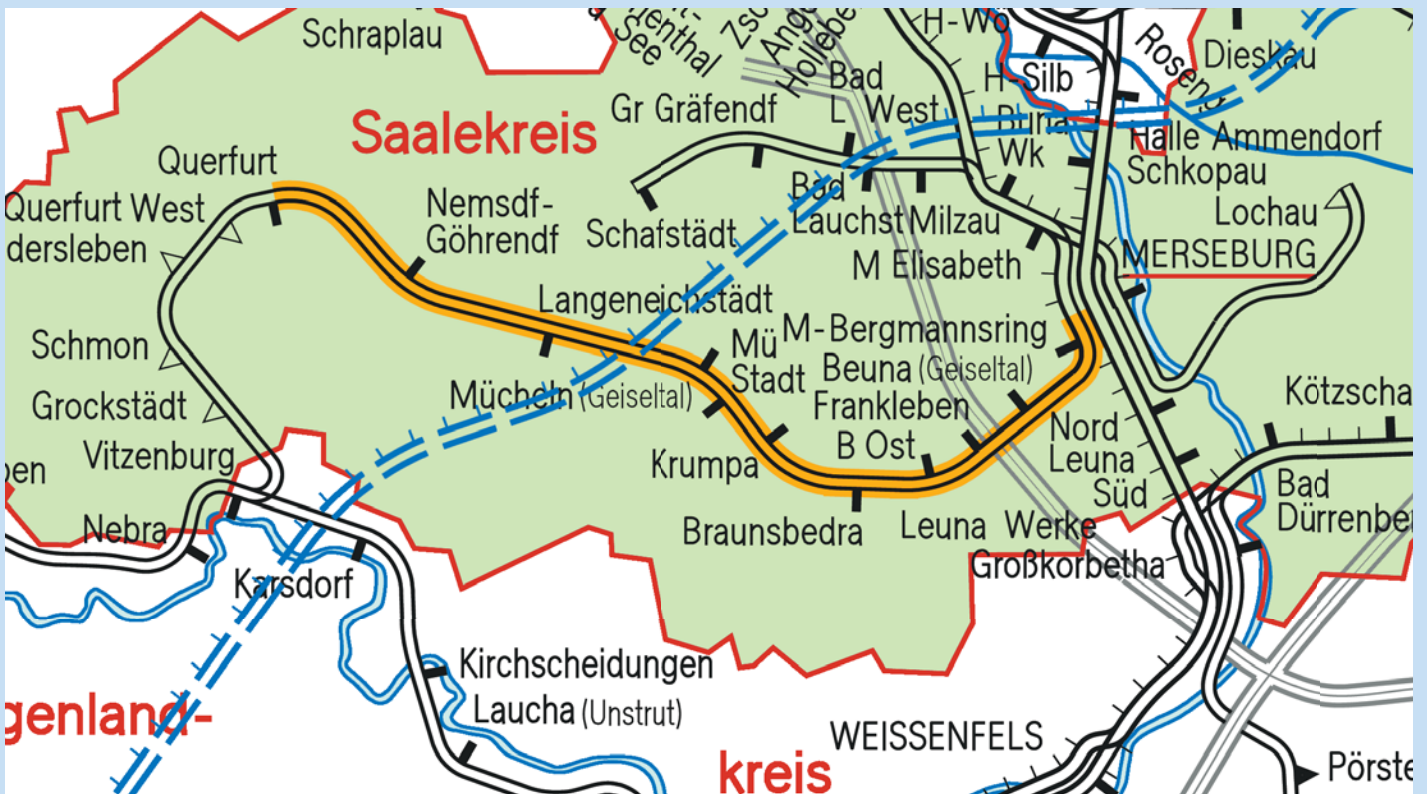 Schraplau
See
H-Wo
Roseng
Dieskau
Bad
H-Silb
Gr Gräfendf
L West
Saalekreis
Halle Ammendorf
Wk
Querfurt
Schkopau
Bad
Nemsdf-
Göhrendf
Querfurt West
Lauchst
Milzau
Lochau
dersleben
Schafstädt
M Elisabeth
MERSEBURG
Langeneichstädt
M-Bergmannsring
Schmon
Mü
Stadt
Beuna (Geiseltal)
Mücheln (Geiseltal)
Kötzscha
Grockstädt
Frankleben
Nord
B Ost
Leuna
Vitzenburg
Krumpa
Süd
Bad
Dürrenbe
Nebra
Braunsbedra
Leuna Werke
Großkorbetha
Karsdorf
Kirchscheidungen
Laucha (Unstrut)
genland-
WEISSENFELS
kreis
Pörste